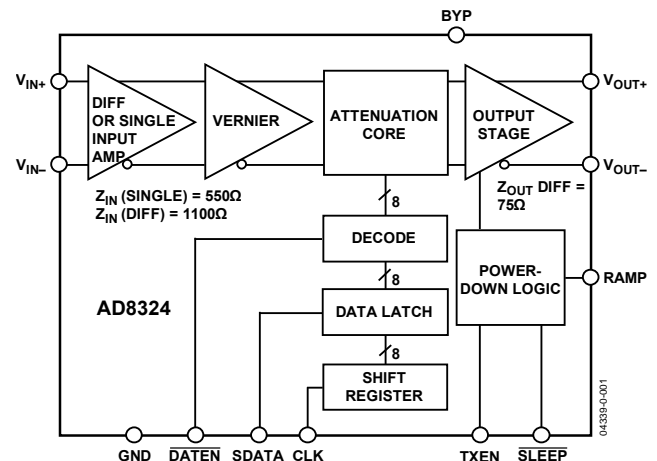 BYP
VIN+
VOUT+
DIFF
OR SINGLE
INPUT
AMP
VERNIER
ATTENUATION
CORE
OUTPUT
STAGE
VIN–
VOUT–
ZIN (SINGLE) = 550Ω
ZIN (DIFF) = 1100Ω
ZOUT DIFF =
75Ω
8
DECODE
8
POWER-
DOWN LOGIC
RAMP
AD8324
DATA LATCH
8
SHIFT
REGISTER
04339-0-001
GND DATEN SDATA CLK TXEN SLEEP